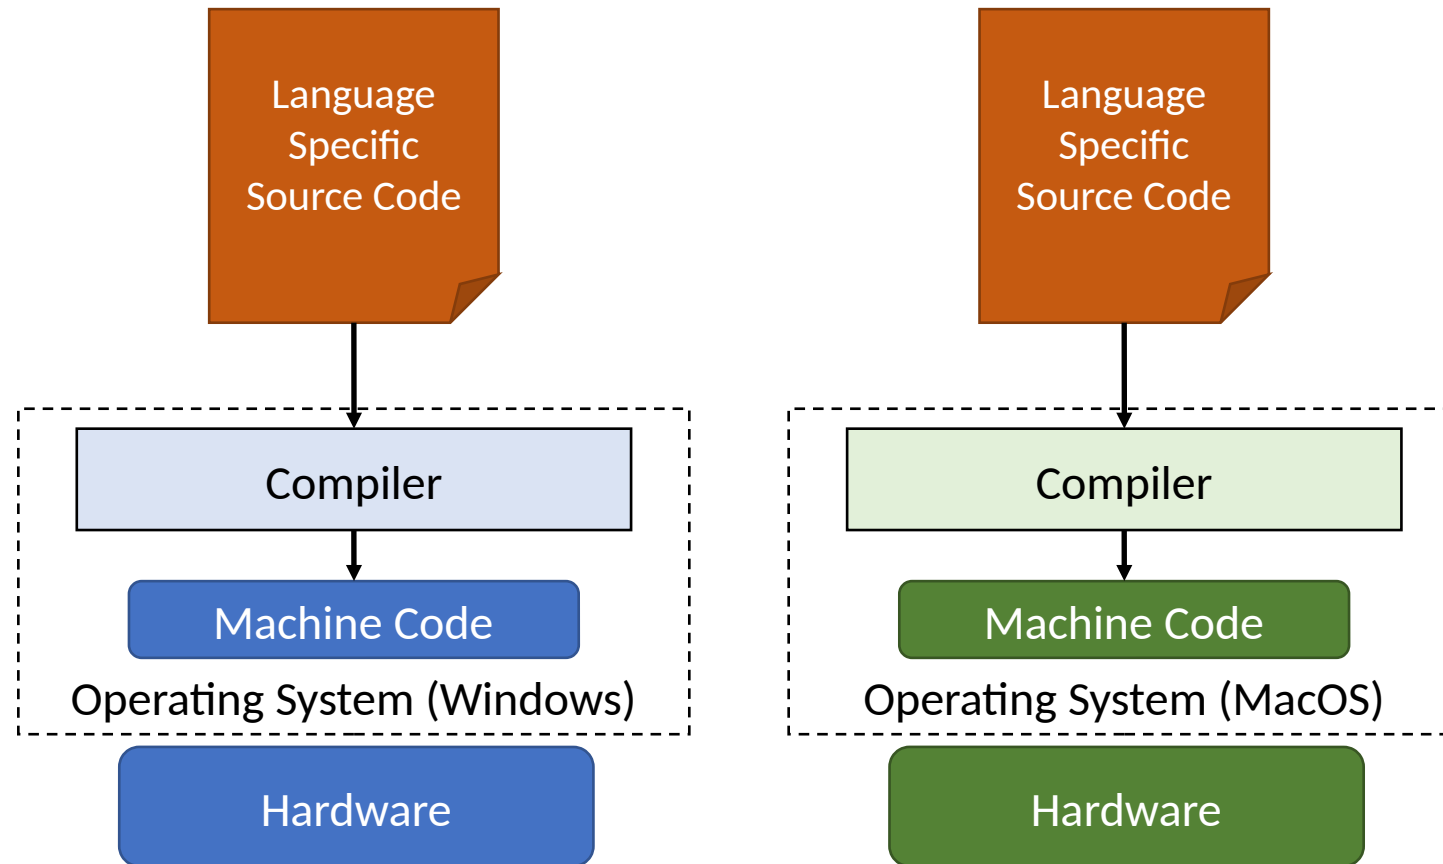 Language
Specific
Source Code
Compiler
Machine Code
Operating System (Windows)
Hardware
Language
Specific
Source Code
Compiler
Machine Code
Operating System (MacOS)
Hardware